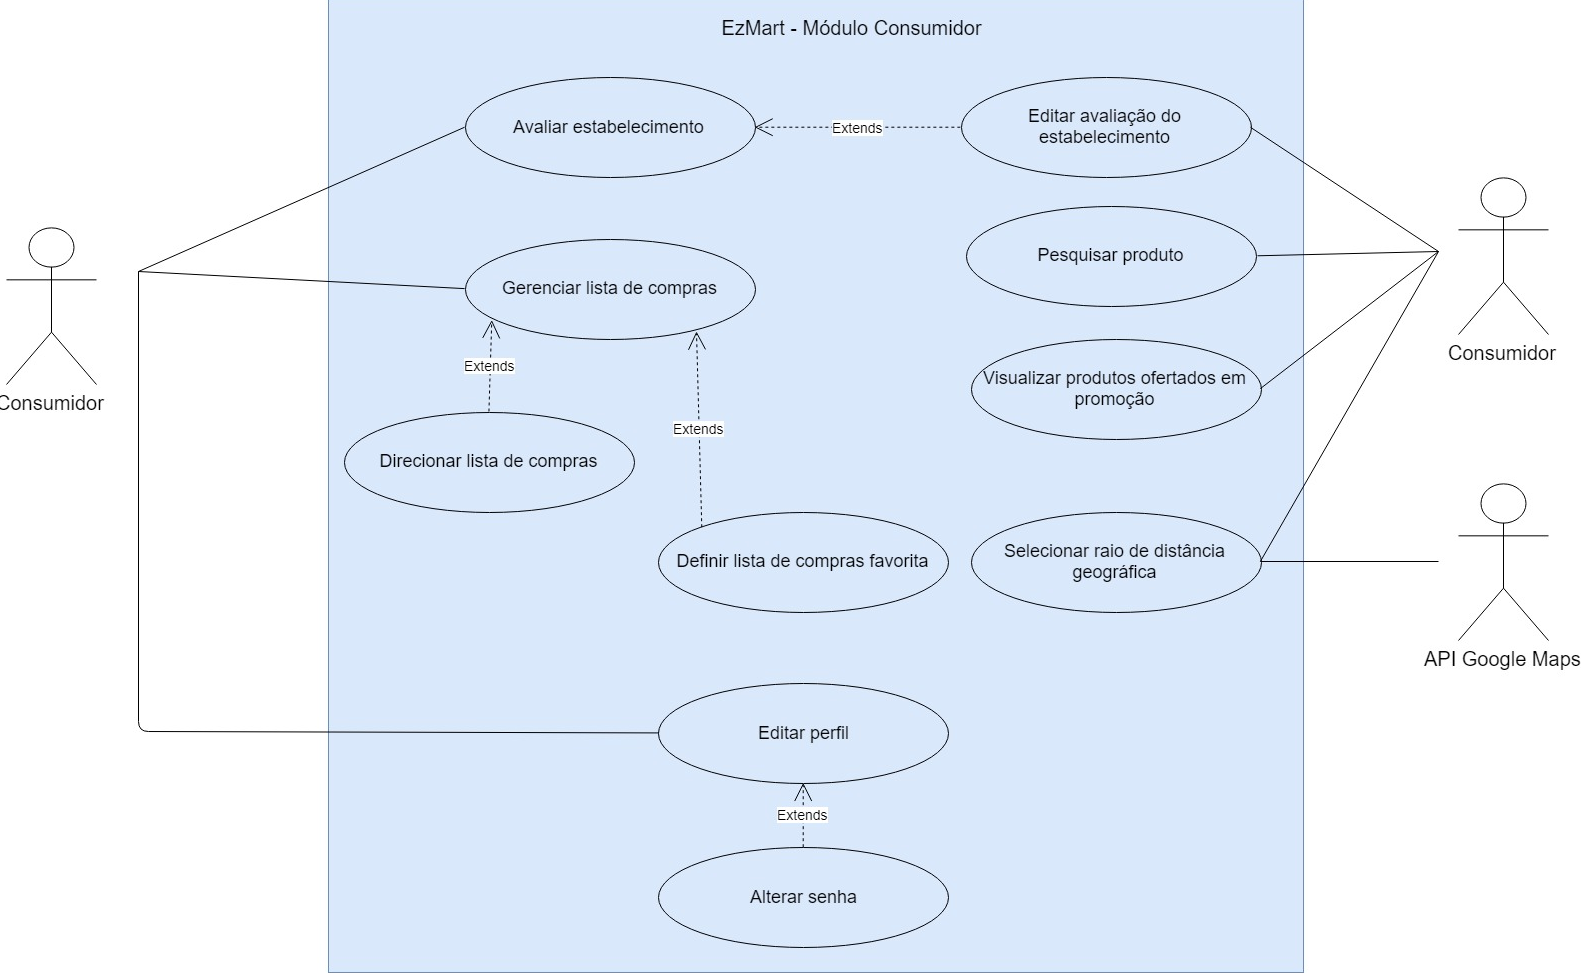 EzMart - Módulo Consumidor
Avaliar estabelecimento
Extends
Editar avaliação do
estabelecimento
Pesquisar produto
Gerenciar lista de compras
Consumidor
Extends
Visualizar produtos ofertados em
promoção
Consumidor
Extends
Direcionar lista de compras
Definir lista de compras favorita
Selecionar raio de distância
geográfica
API Google Maps
Editar perfil
Extends
Alterar senha